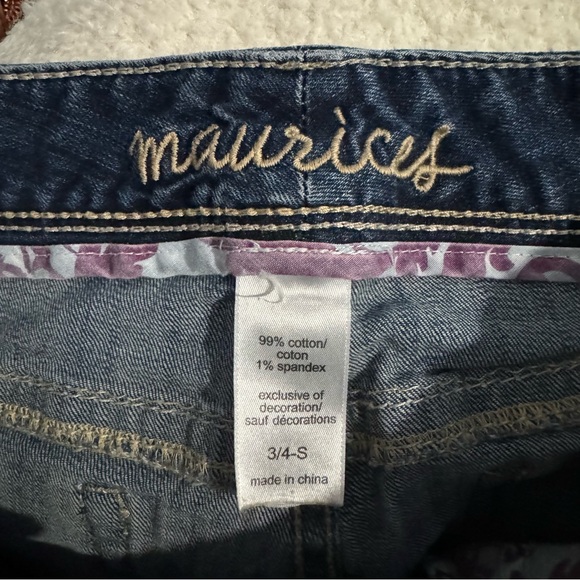 maurices
99% cotton/
coton
1% spandex
exclusive of
decoration/
sauf décorations
3/4-S
made in china